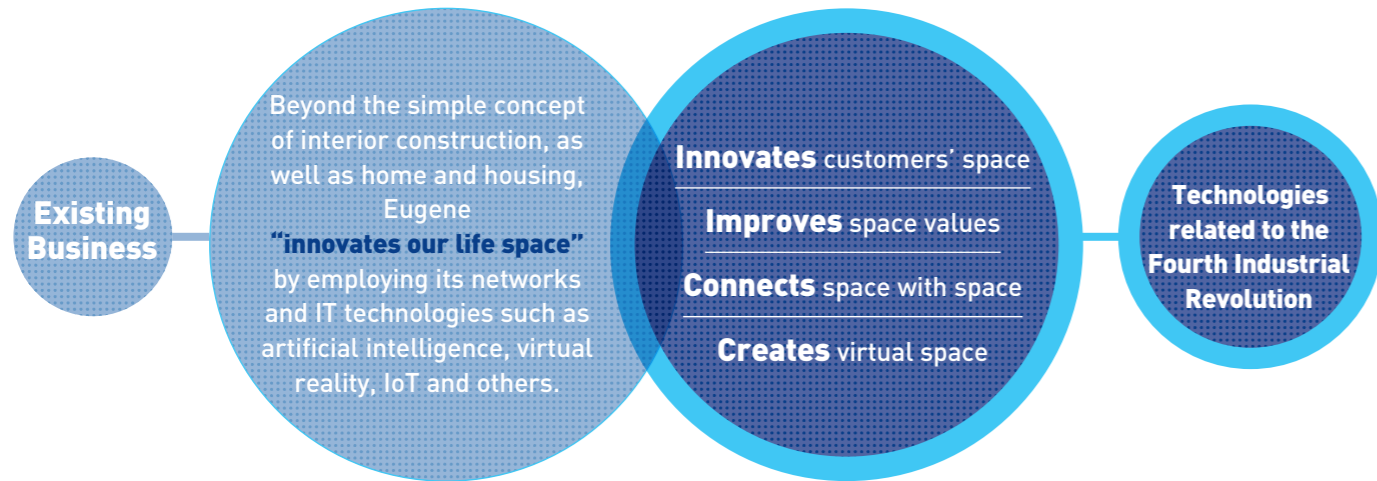 Existing
Business
Beyond the simple concept
of interior construction, as
well as home and housing,
Eugene
“innovates our life space”
by employing its networks
and IT technologies such as
artificial intelligence, virtual
reality, IoT and others.
Innovates customers’ space
Improves space values
Connects space with space
Creates virtual space
Technologies
related to the
Fourth Industrial
Revolution